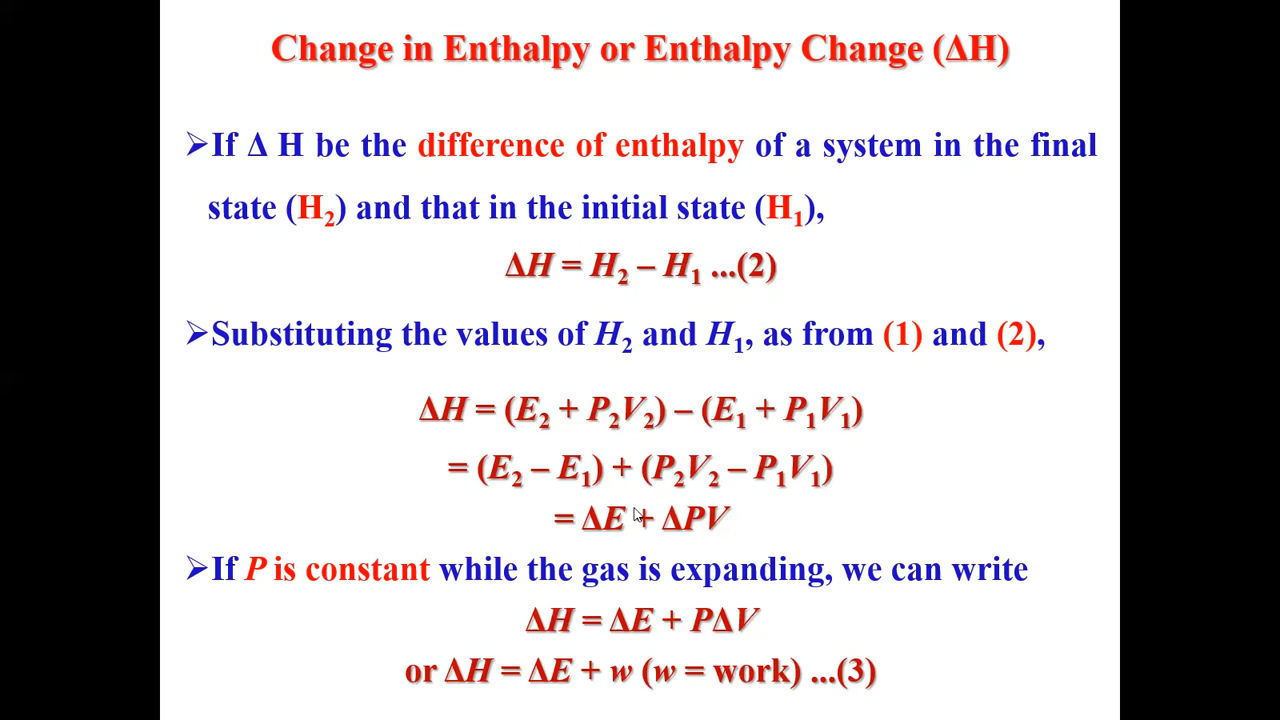 Change in Enthalpy or Enthalpy Change (ΔH)
➢If Δ H be the difference of enthalpy of a system in the final
state (H₂) and that in the initial state (H₁),
ΔH = H₂ – H₁ ...(2)
➢Substituting the values of H₂ and H₁, as from (1) and (2),
ΔH = (E₂ + P₂V₂) – (E₁ + P₁V₁)
= (E₂ – E₁) + (P₂V₂ – P₁V₁)
= ΔE + ΔPV
➢If P is constant while the gas is expanding, we can write
ΔH = ΔE + PΔV
or ΔH = ΔE + w (w = work) ...(3)